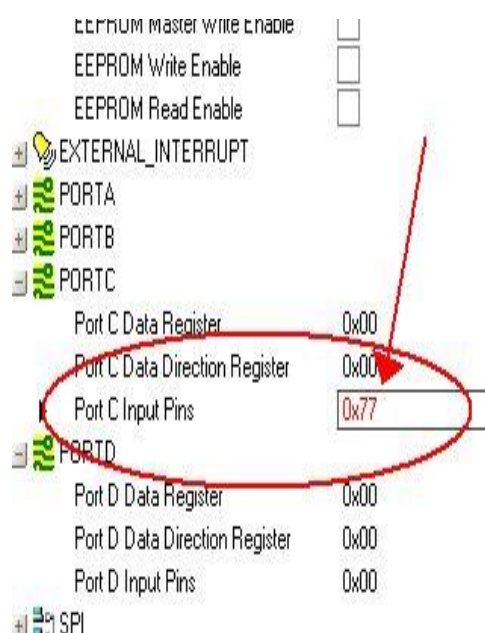 EEPROM Master Write Enable
EEPROM Write Enable
EEPROM Read Enable
EXTERNAL_INTERRUPT
PORTA
PORTB
PORTC
Port C Data Register 0x00
Port C Data Direction Register 0x00
Port C Input Pins 0x77
PORTD
Port D Data Register 0x00
Port D Data Direction Register 0x00
Port D Input Pins 0x00
SPI